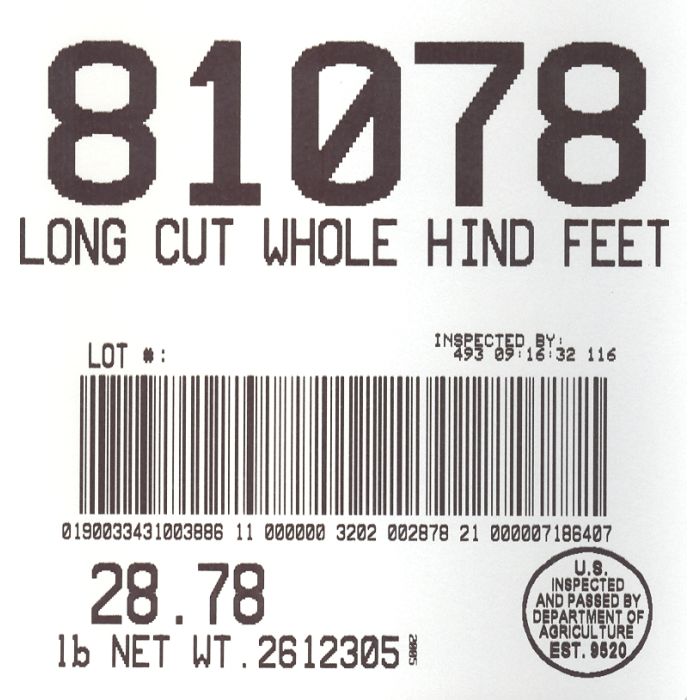 81078
LONG CUT WHOLE HIND FEET
INSPECTED BY:
LOT #:
493 09:16:32 116
0190033431003886 11 000000 3202 002878 21 000007186407
28.78
lb NET WT.2612305
2005
U.S.
INSPECTED
AND PASSED BY
DEPARTMENT OF
AGRICULTURE
EST. 9520